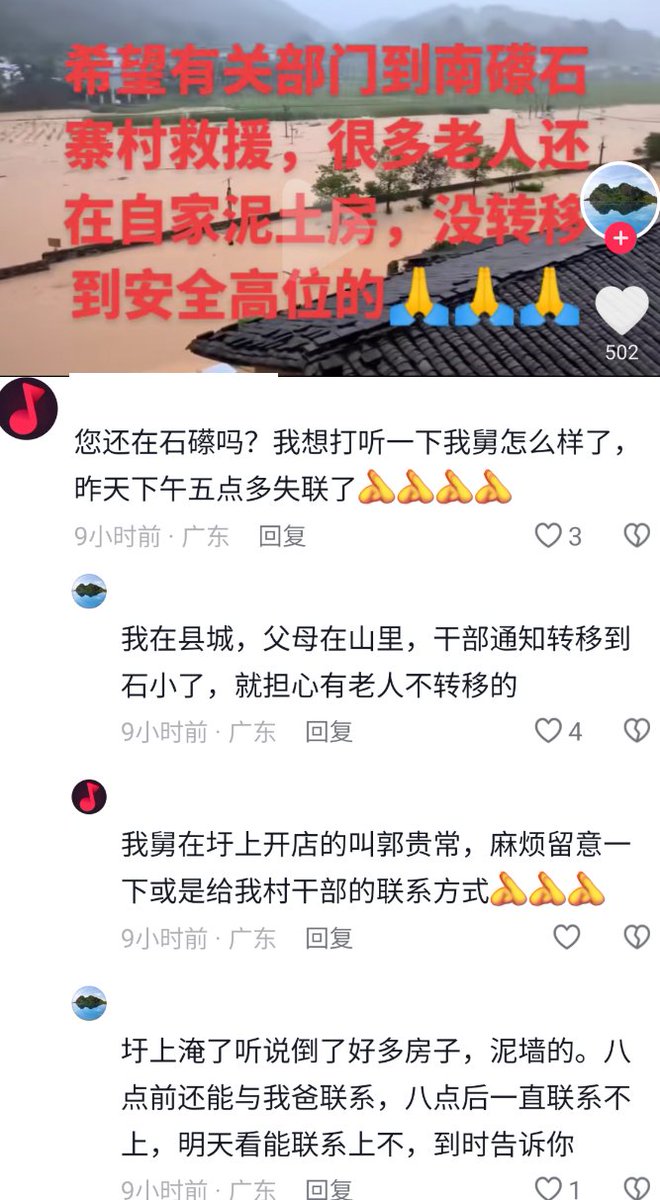 希望有关部门到南礤石
寨村救援，很多老人还
在自家泥土房，没转移
到安全高位的🙏🙏🙏
502
您还在石礤吗？我想打听一下我舅怎么样了，
昨天下午五点多失联了🫴🫴🫴🫴
9小时前 · 广东 回复 3
我在县城，父母在山里，干部通知转移到
石小了，就担心有老人不转移的
9小时前 · 广东 回复 4
我舅在圩上开店的叫郭贵常，麻烦留意一
下或是给我村干部的联系方式🫴🫴🫴
9小时前 · 广东 回复
圩上淹了听说倒了好多房子，泥墙的。八
点前还能与我爸联系，八点后一直联系不
上，明天看能联系上不，到时告诉你
9小时前 · 广东 回复 1